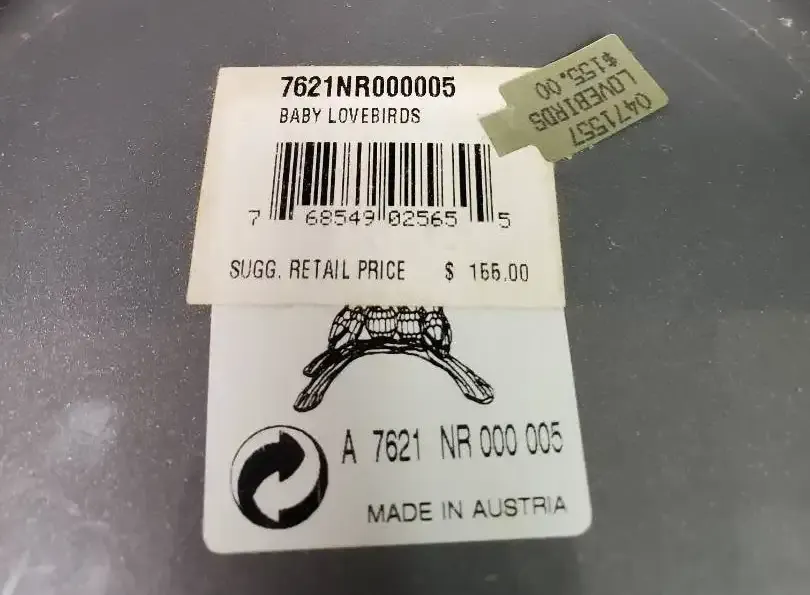 7621NR000005
BABY LOVEBIRDS
7 68549 02565 5
SUGG. RETAIL PRICE $ 155.00
0471557
LOVEBIRDS
$155.00
A 7621 NR 000 005
MADE IN AUSTRIA